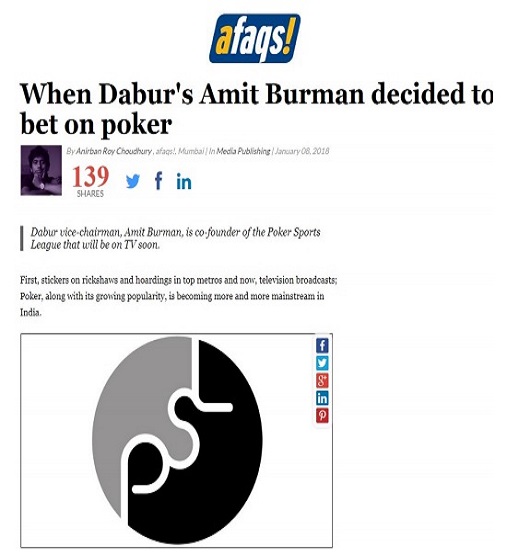 afaqs!
When Dabur's Amit Burman decided to
bet on poker
By Anirban Roy Choudhury, afaqs!, Mumbai | In Media Publishing | January 08, 2018
139
SHARES
Dabur vice-chairman, Amit Burman, is co-founder of the Poker Sports
League that will be on TV soon.
First, stickers on rickshaws and hoardings in top metros and now, television broadcasts;
Poker, along with its growing popularity, is becoming more and more mainstream in
India.
psl